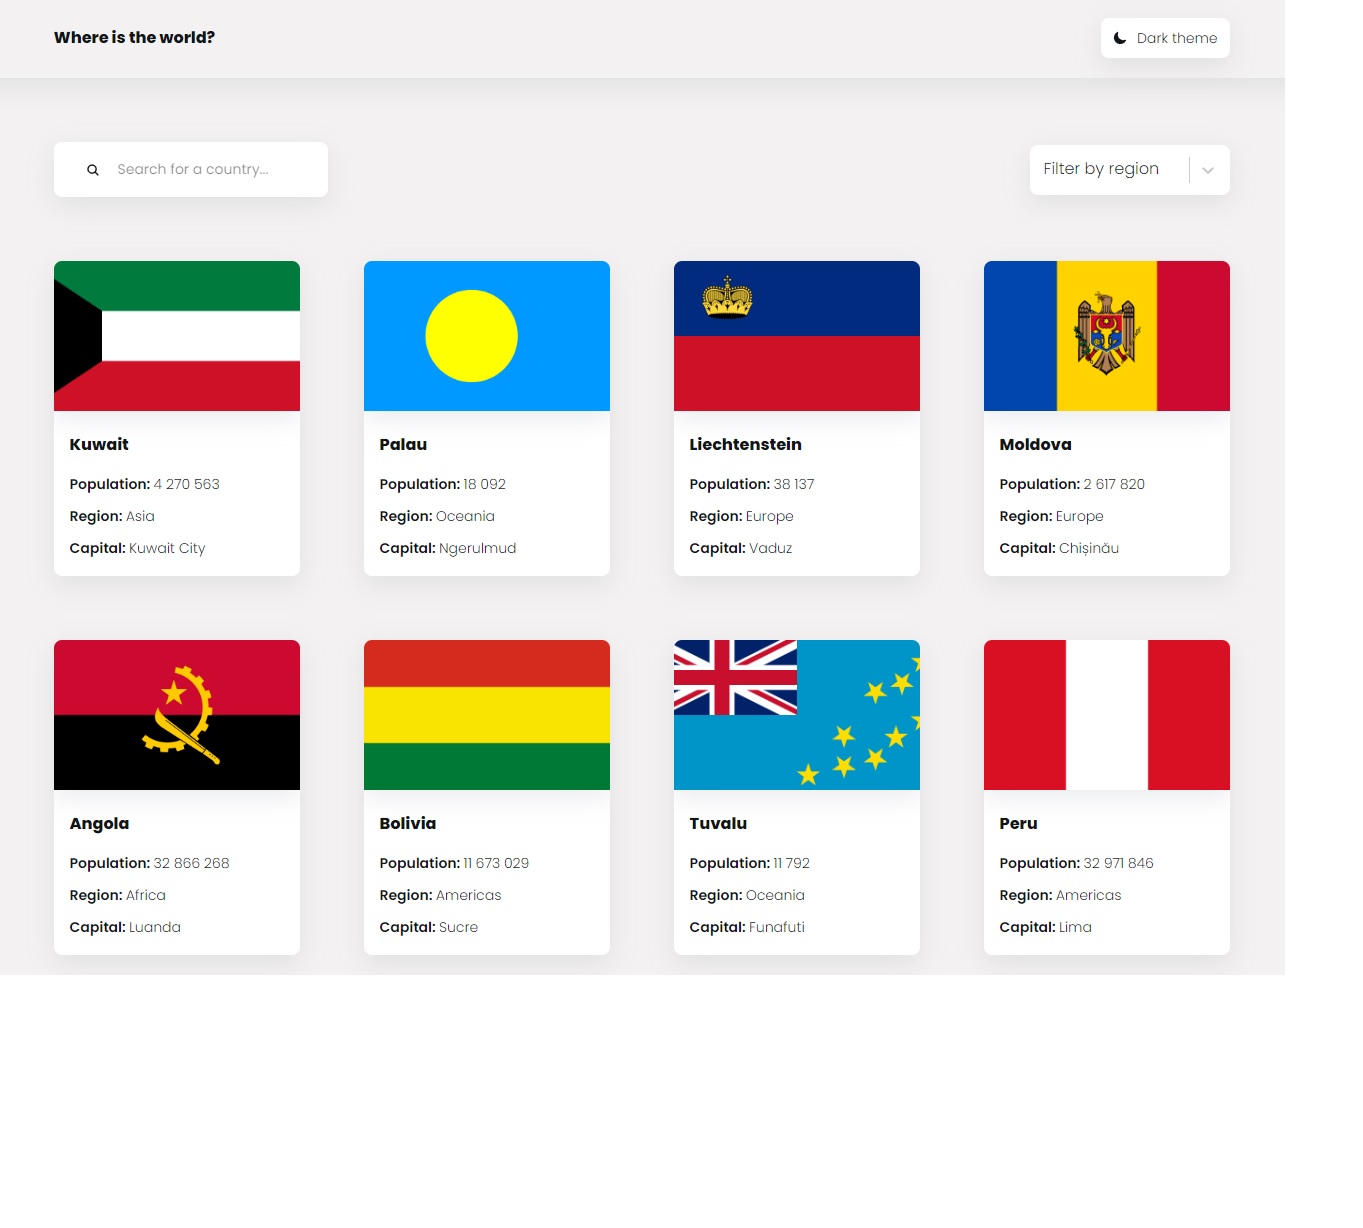 Where is the world?
Dark theme
Search for a country...
Filter by region
Kuwait
Population: 4 270 563
Region: Asia
Capital: Kuwait City
Palau
Population: 18 092
Region: Oceania
Capital: Ngerulmud
Liechtenstein
Population: 38 137
Region: Europe
Capital: Vaduz
Moldova
Population: 2 617 820
Region: Europe
Capital: Chișinău
Angola
Population: 32 866 268
Region: Africa
Capital: Luanda
Bolivia
Population: 11 673 029
Region: Americas
Capital: Sucre
Tuvalu
Population: 11 792
Region: Oceania
Capital: Funafuti
Peru
Population: 32 971 846
Region: Americas
Capital: Lima